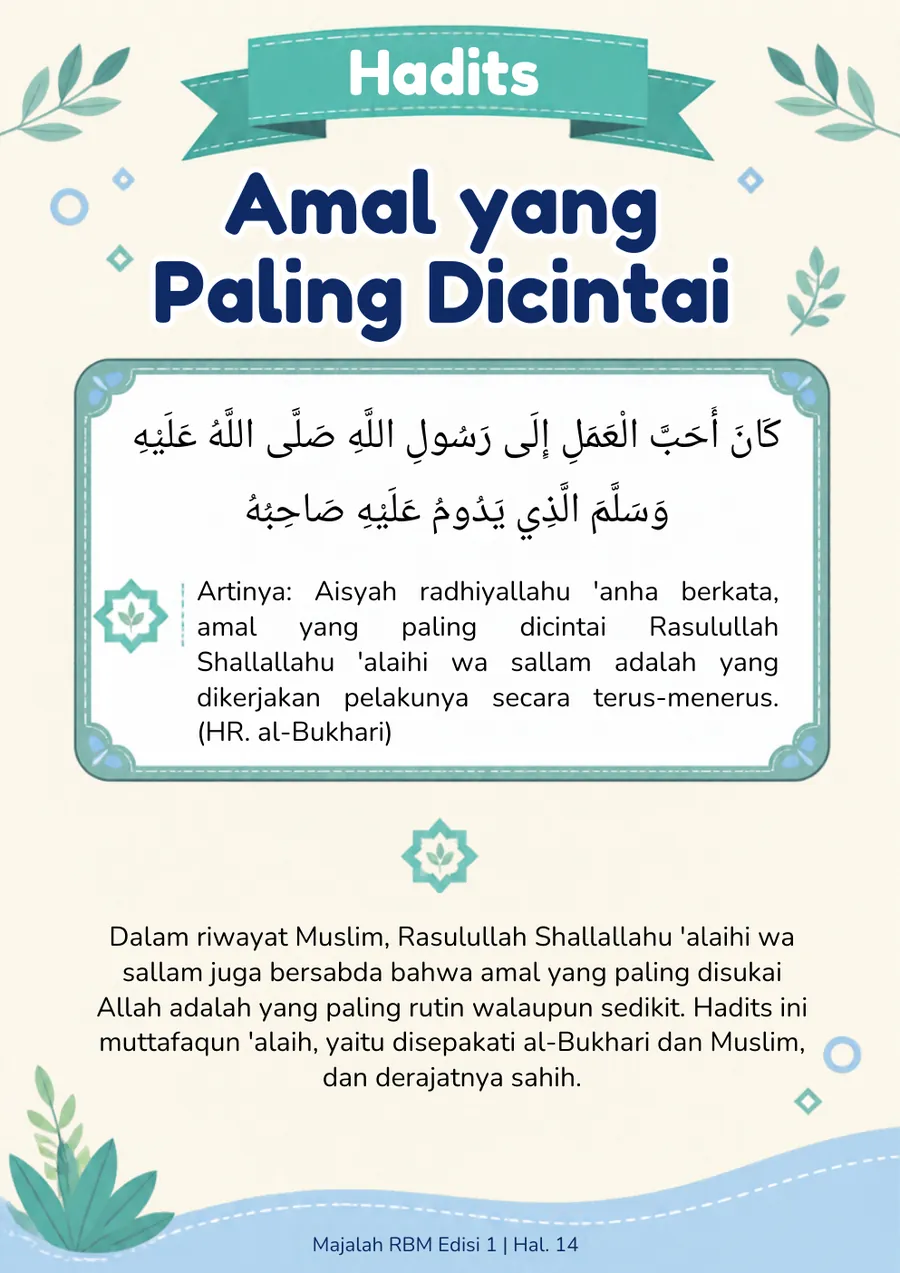 Hadits
Amal yang
Paling Dicintai
كَانَ أَحَبَّ الْعَمَلِ إِلَى رَسُولِ اللَّهِ صَلَّى اللَّهُ عَلَيْهِ
وَسَلَّمَ الَّذِي يَدُومُ عَلَيْهِ صَاحِبُهُ
Artinya: Aisyah radhiyallahu 'anha berkata,
amal yang paling dicintai Rasulullah
Shallallahu 'alaihi wa sallam adalah yang
dikerjakan pelakunya secara terus-menerus.
(HR. al-Bukhari)
Dalam riwayat Muslim, Rasulullah Shallallahu 'alaihi wa
sallam juga bersabda bahwa amal yang paling disukai
Allah adalah yang paling rutin walaupun sedikit. Hadits ini
muttafaqun 'alaih, yaitu disepakati al-Bukhari dan Muslim,
dan derajatnya sahih.
Majalah RBM Edisi 1 | Hal. 14